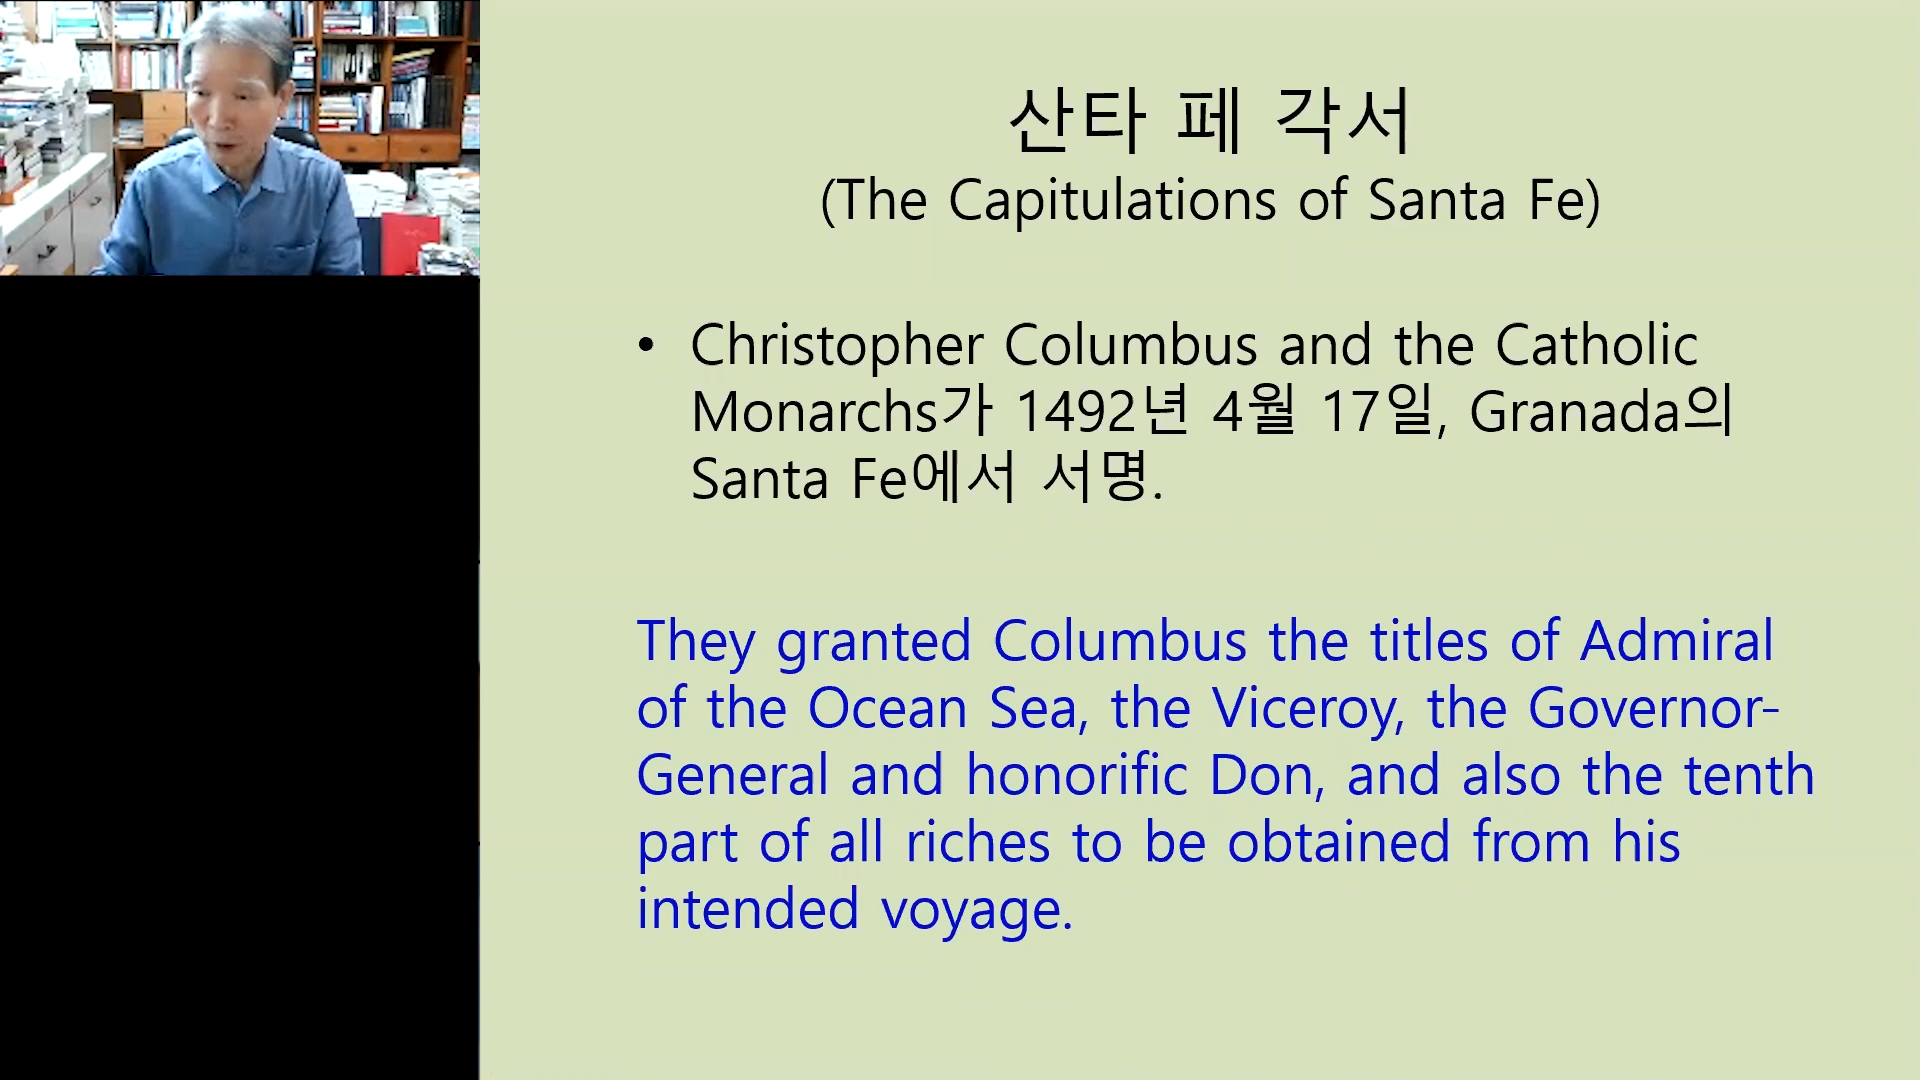 산타 페 각서
(The Capitulations of Santa Fe)
• Christopher Columbus and the Catholic
Monarchs가 1492년 4월 17일, Granada의
Santa Fe에서 서명.
They granted Columbus the titles of Admiral
of the Ocean Sea, the Viceroy, the Governor-
General and honorific Don, and also the tenth
part of all riches to be obtained from his
intended voyage.